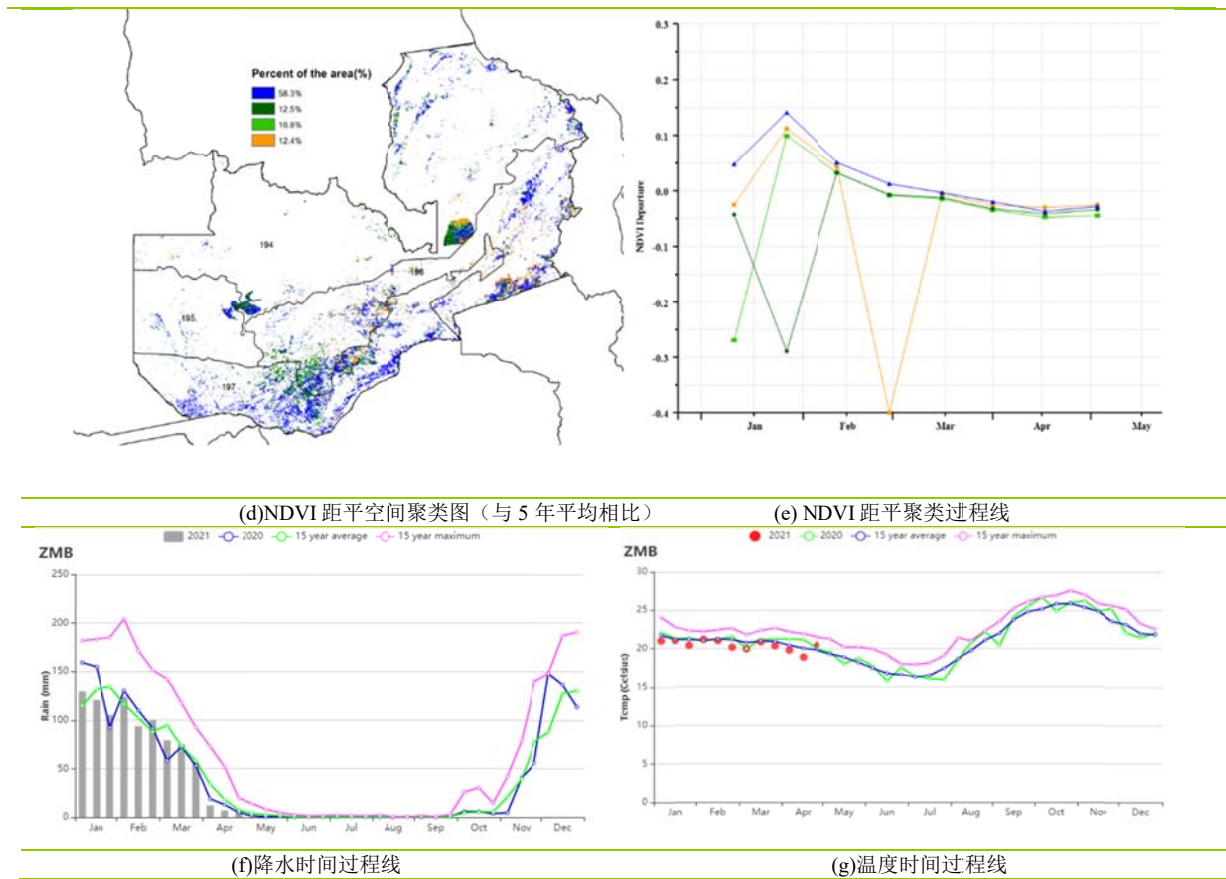 Percent of the area(%)
58.3%
12.5%
16.8%
12.4%
194
195
196
197
0.3
0.2
0.1
0.0
-0.1
-0.2
-0.3
-0.4
NDVI Departure
Jan Feb Mar Apr May
(d)NDVI 距平空间聚类图（与 5 年平均相比） (e) NDVI 距平聚类过程线
2021 2020 15 year average 15 year maximum
ZMB
250
200
150
100
50
0
Rain (mm)
Jan Feb Mar Apr May Jun Jul Aug Sep Oct Nov Dec
2021 2020 15 year average 15 year maximum
ZMB
30
25
20
15
10
5
0
Temp (Celsius)
Jan Feb Mar Apr May Jun Jul Aug Sep Oct Nov Dec
(f)降水时间过程线 (g)温度时间过程线